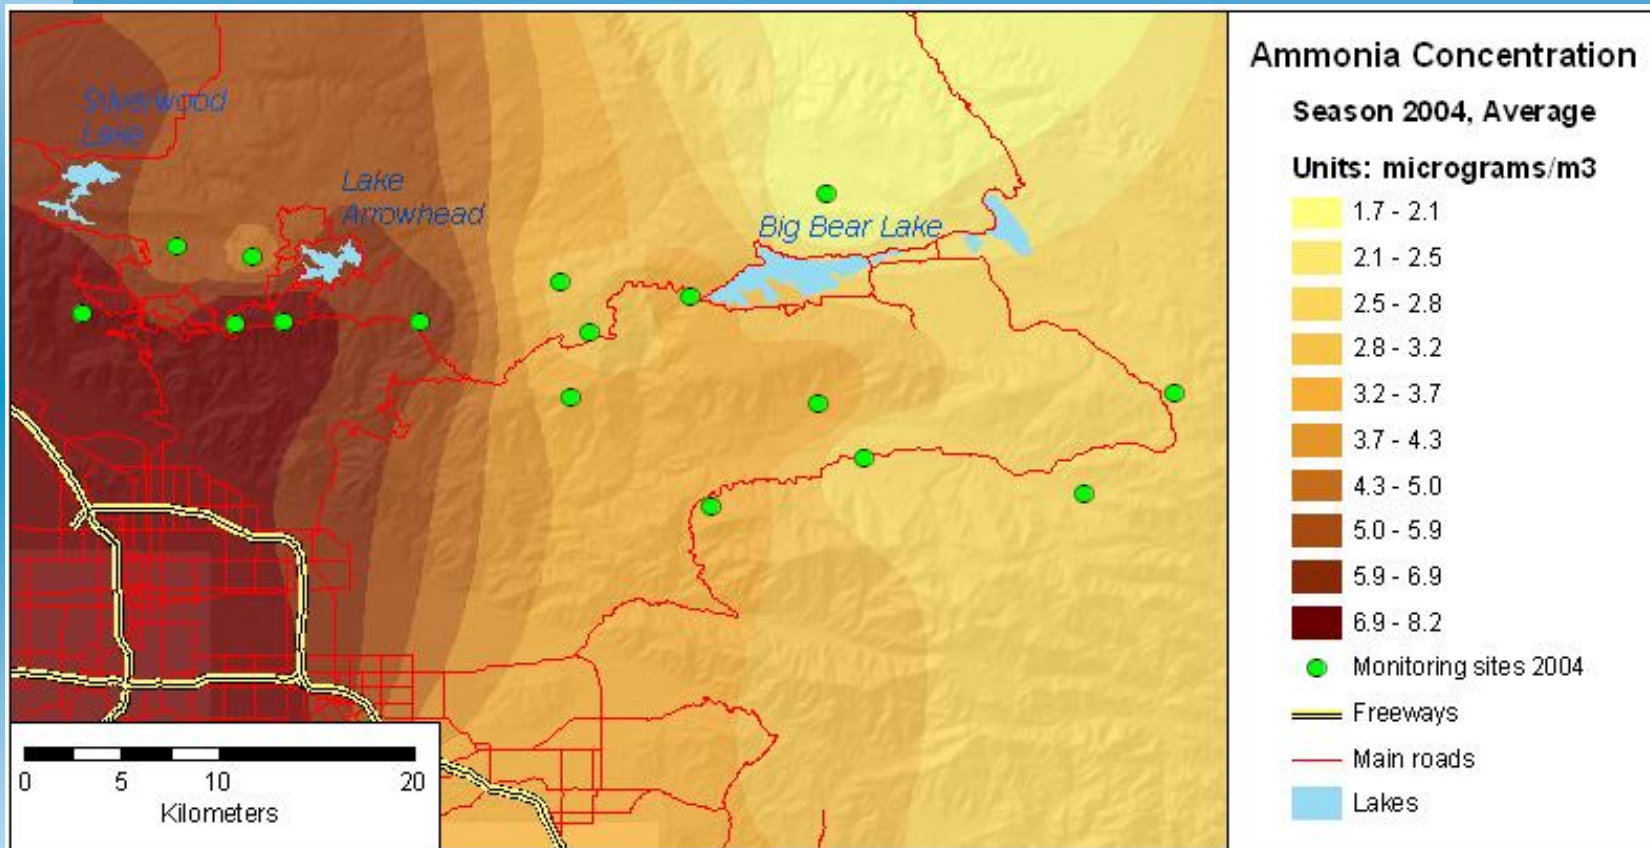 Silverwood
Lake
Lake
Arrowhead
Big Bear Lake
0 5 10 20
Kilometers
Ammonia Concentration
Season 2004, Average
Units: micrograms/m3
1.7 - 2.1
2.1 - 2.5
2.5 - 2.8
2.8 - 3.2
3.2 - 3.7
3.7 - 4.3
4.3 - 5.0
5.0 - 5.9
5.9 - 6.9
6.9 - 8.2
Monitoring sites 2004
Freeways
Main roads
Lakes